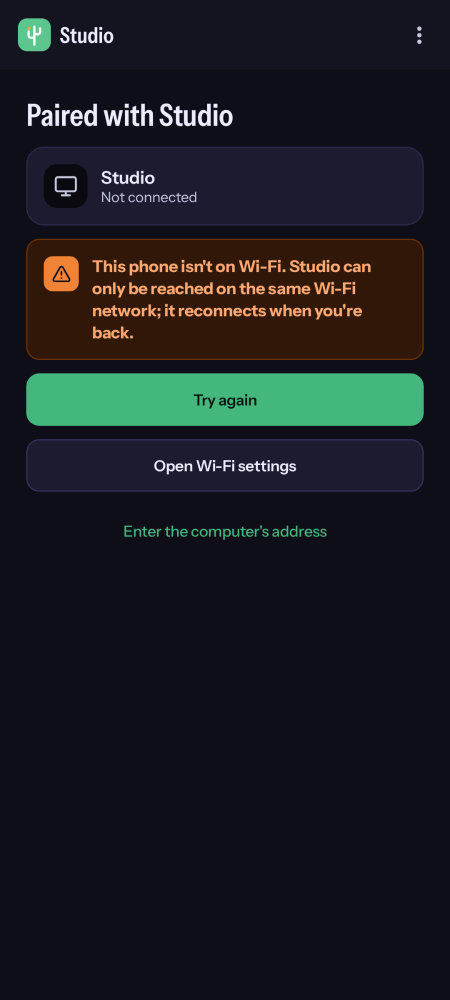 Studio
Paired with Studio
Studio
Not connected
This phone isn't on Wi-Fi. Studio can
only be reached on the same Wi-Fi
network; it reconnects when you're
back.
Try again
Open Wi-Fi settings
Enter the computer's address